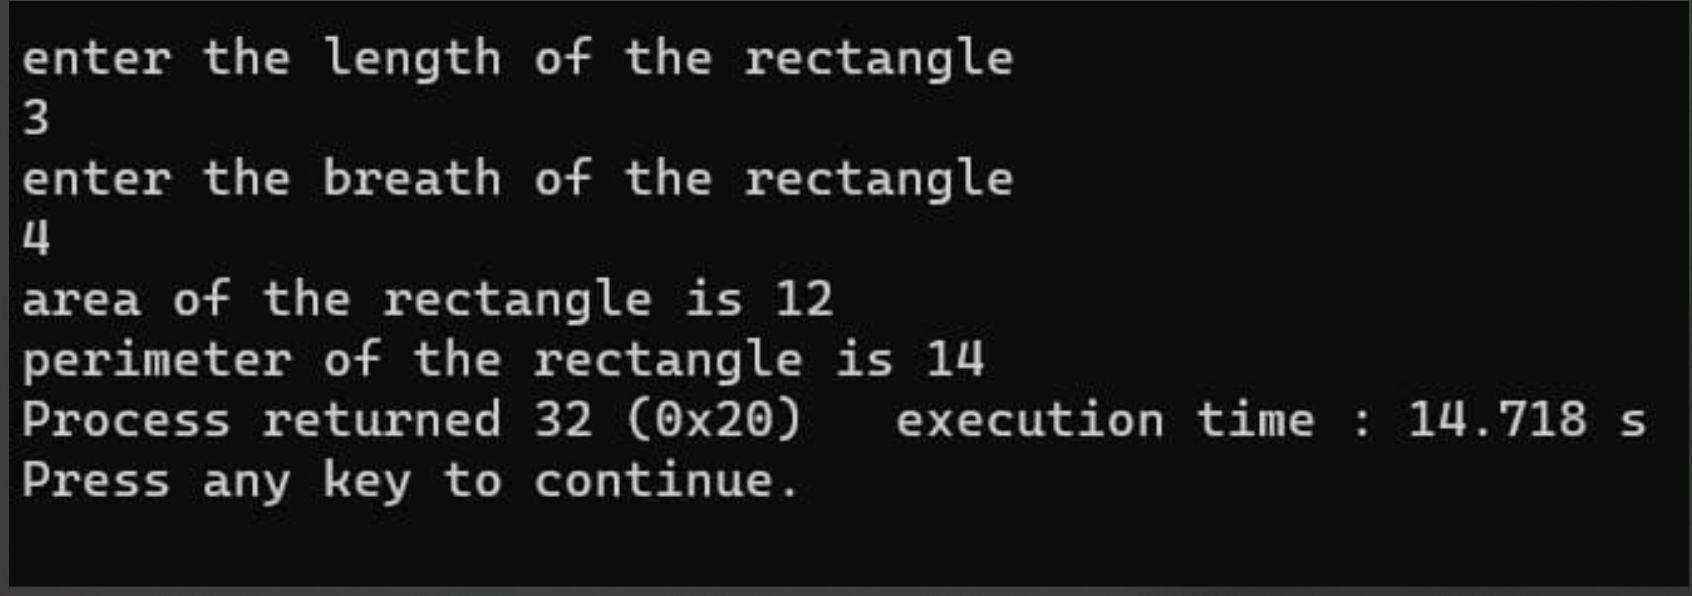 enter the length of the rectangle
3
enter the breath of the rectangle
4
area of the rectangle is 12
perimeter of the rectangle is 14
Process returned 32 (0x20)   execution time : 14.718 s
Press any key to continue.